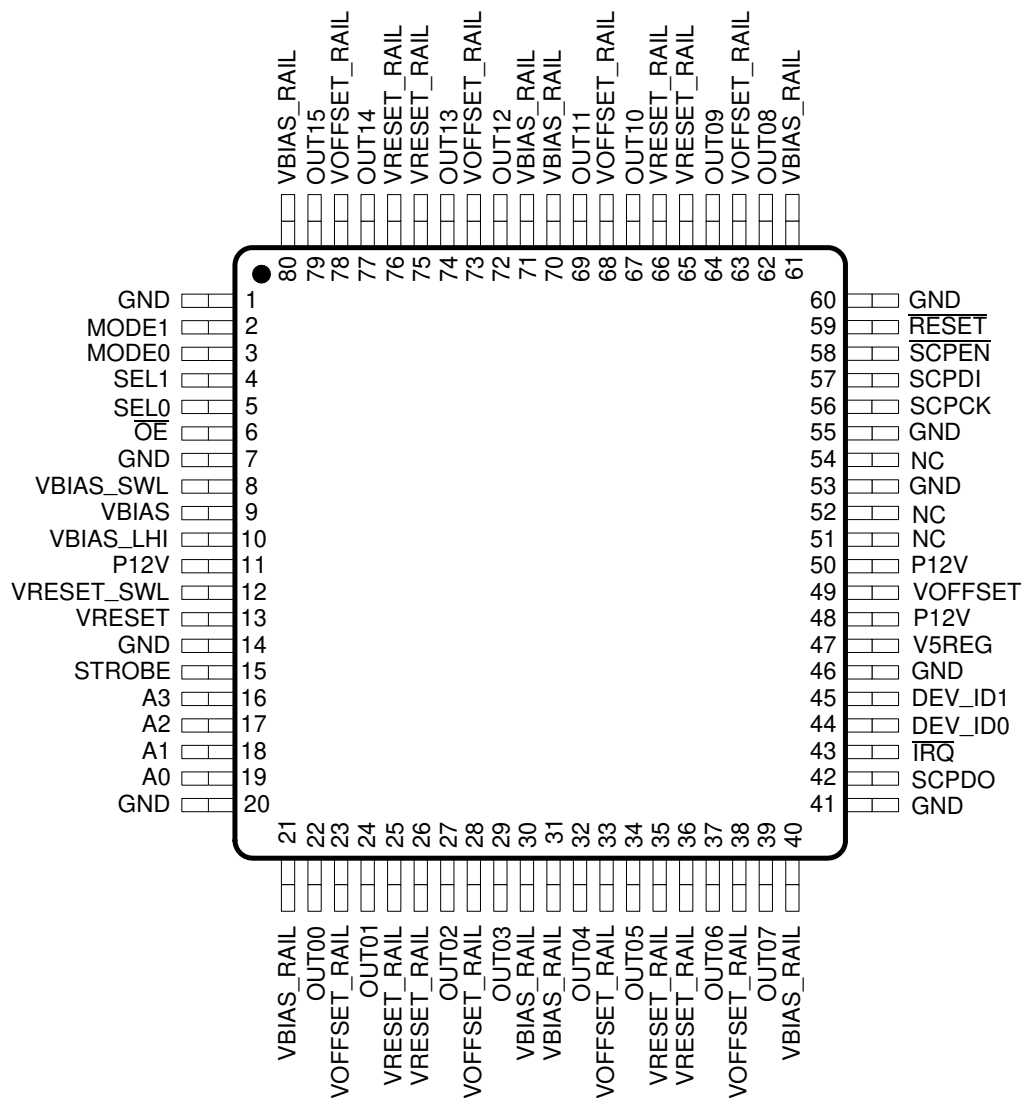 VBIAS_RAIL
OUT15
VOFFSET_RAIL
OUT14
VRESET_RAIL
VRESET_RAIL
OUT13
VOFFSET_RAIL
OUT12
VBIAS_RAIL
VBIAS_RAIL
OUT11
VOFFSET_RAIL
OUT10
VRESET_RAIL
VRESET_RAIL
OUT09
VOFFSET_RAIL
OUT08
VBIAS_RAIL
80
79
78
77
76
75
74
73
72
71
70
69
68
67
66
65
64
63
62
61
GND 1
MODE1 2
MODE0 3
SEL1 4
SEL0 5
OE 6
GND 7
VBIAS_SWL 8
VBIAS 9
VBIAS_LHI 10
P12V 11
VRESET_SWL 12
VRESET 13
GND 14
STROBE 15
A3 16
A2 17
A1 18
A0 19
GND 20
60 GND
59 RESET
58 SCPEN
57 SCPDI
56 SCPCK
55 GND
54 NC
53 GND
52 NC
51 NC
50 P12V
49 VOFFSET
48 P12V
47 V5REG
46 GND
45 DEV_ID1
44 DEV_ID0
43 IRQ
42 SCPDO
41 GND
21
22
23
24
25
26
27
28
29
30
31
32
33
34
35
36
37
38
39
40
VBIAS_RAIL
OUT00
VOFFSET_RAIL
OUT01
VRESET_RAIL
VRESET_RAIL
OUT02
VOFFSET_RAIL
OUT03
VBIAS_RAIL
VBIAS_RAIL
OUT04
VOFFSET_RAIL
OUT05
VRESET_RAIL
VRESET_RAIL
OUT06
VOFFSET_RAIL
OUT07
VBIAS_RAIL